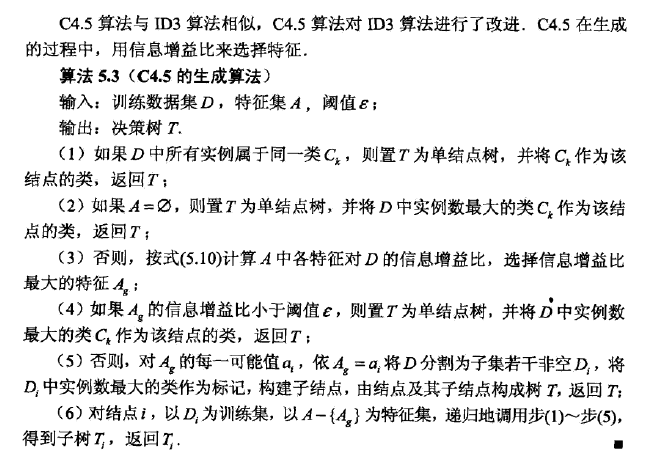 C4.5 算法与 ID3 算法相似，C4.5 算法对 ID3 算法进行了改进．C4.5 在生成
的过程中，用信息增益比来选择特征．
算法 5.3（C4.5 的生成算法）
输入：训练数据集 D，特征集 A，阈值 ε；
输出：决策树 T.
（1）如果 D 中所有实例属于同一类 Cₖ，则置 T 为单结点树，并将 Cₖ 作为该
结点的类，返回 T；
（2）如果 A=∅，则置 T 为单结点树，并将 D 中实例数最大的类 Cₖ 作为该结
点的类，返回 T；
（3）否则，按式(5.10)计算 A 中各特征对 D 的信息增益比，选择信息增益比
最大的特征 A_g；
（4）如果 A_g 的信息增益比小于阈值 ε，则置 T 为单结点树，并将 D 中实例数
最大的类 Cₖ 作为该结点的类，返回 T；
（5）否则，对 A_g 的每一可能值 aᵢ，依 A_g = aᵢ 将 D 分割为子集若干非空 Dᵢ，将
Dᵢ 中实例数最大的类作为标记，构建子结点，由结点及其子结点构成树 T，返回 T；
（6）对结点 i，以 Dᵢ 为训练集，以 A−{A_g} 为特征集，递归地调用步(1)～步(5)，
得到子树 Tᵢ，返回 Tᵢ．■